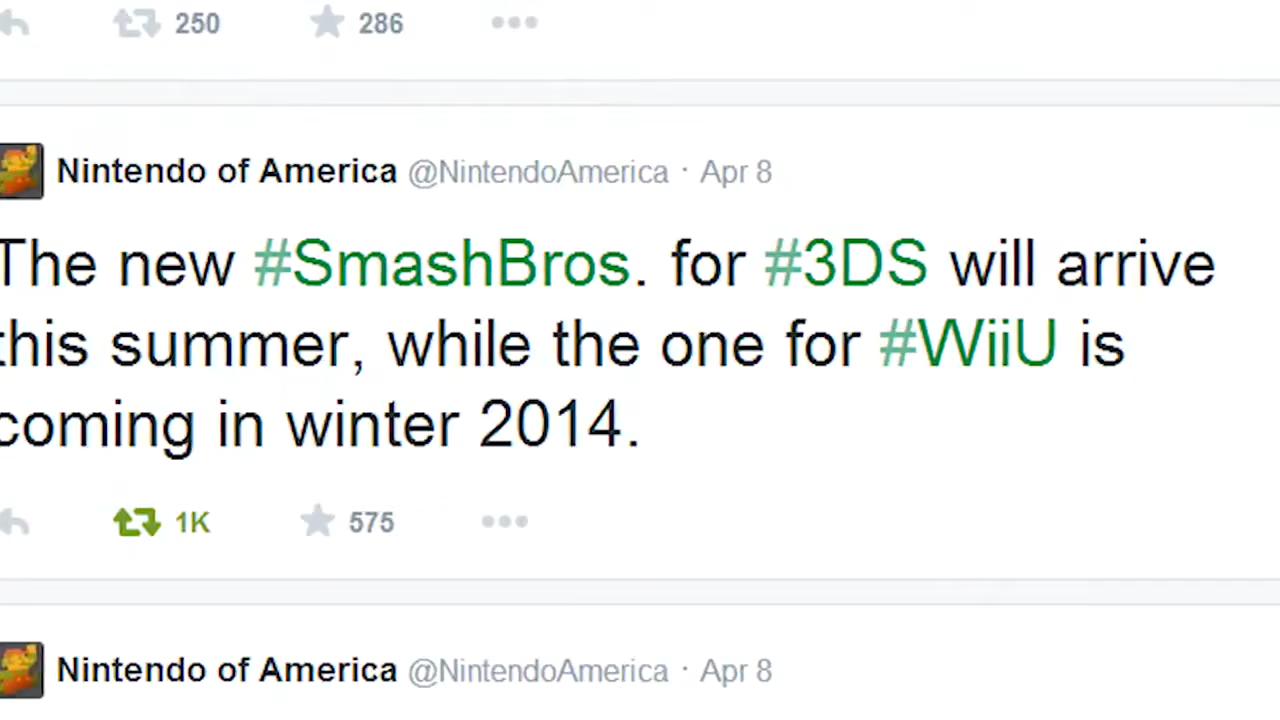 250 286
Nintendo of America @NintendoAmerica · Apr 8
The new #SmashBros. for #3DS will arrive
this summer, while the one for #WiiU is
coming in winter 2014.
1K 575
Nintendo of America @NintendoAmerica · Apr 8